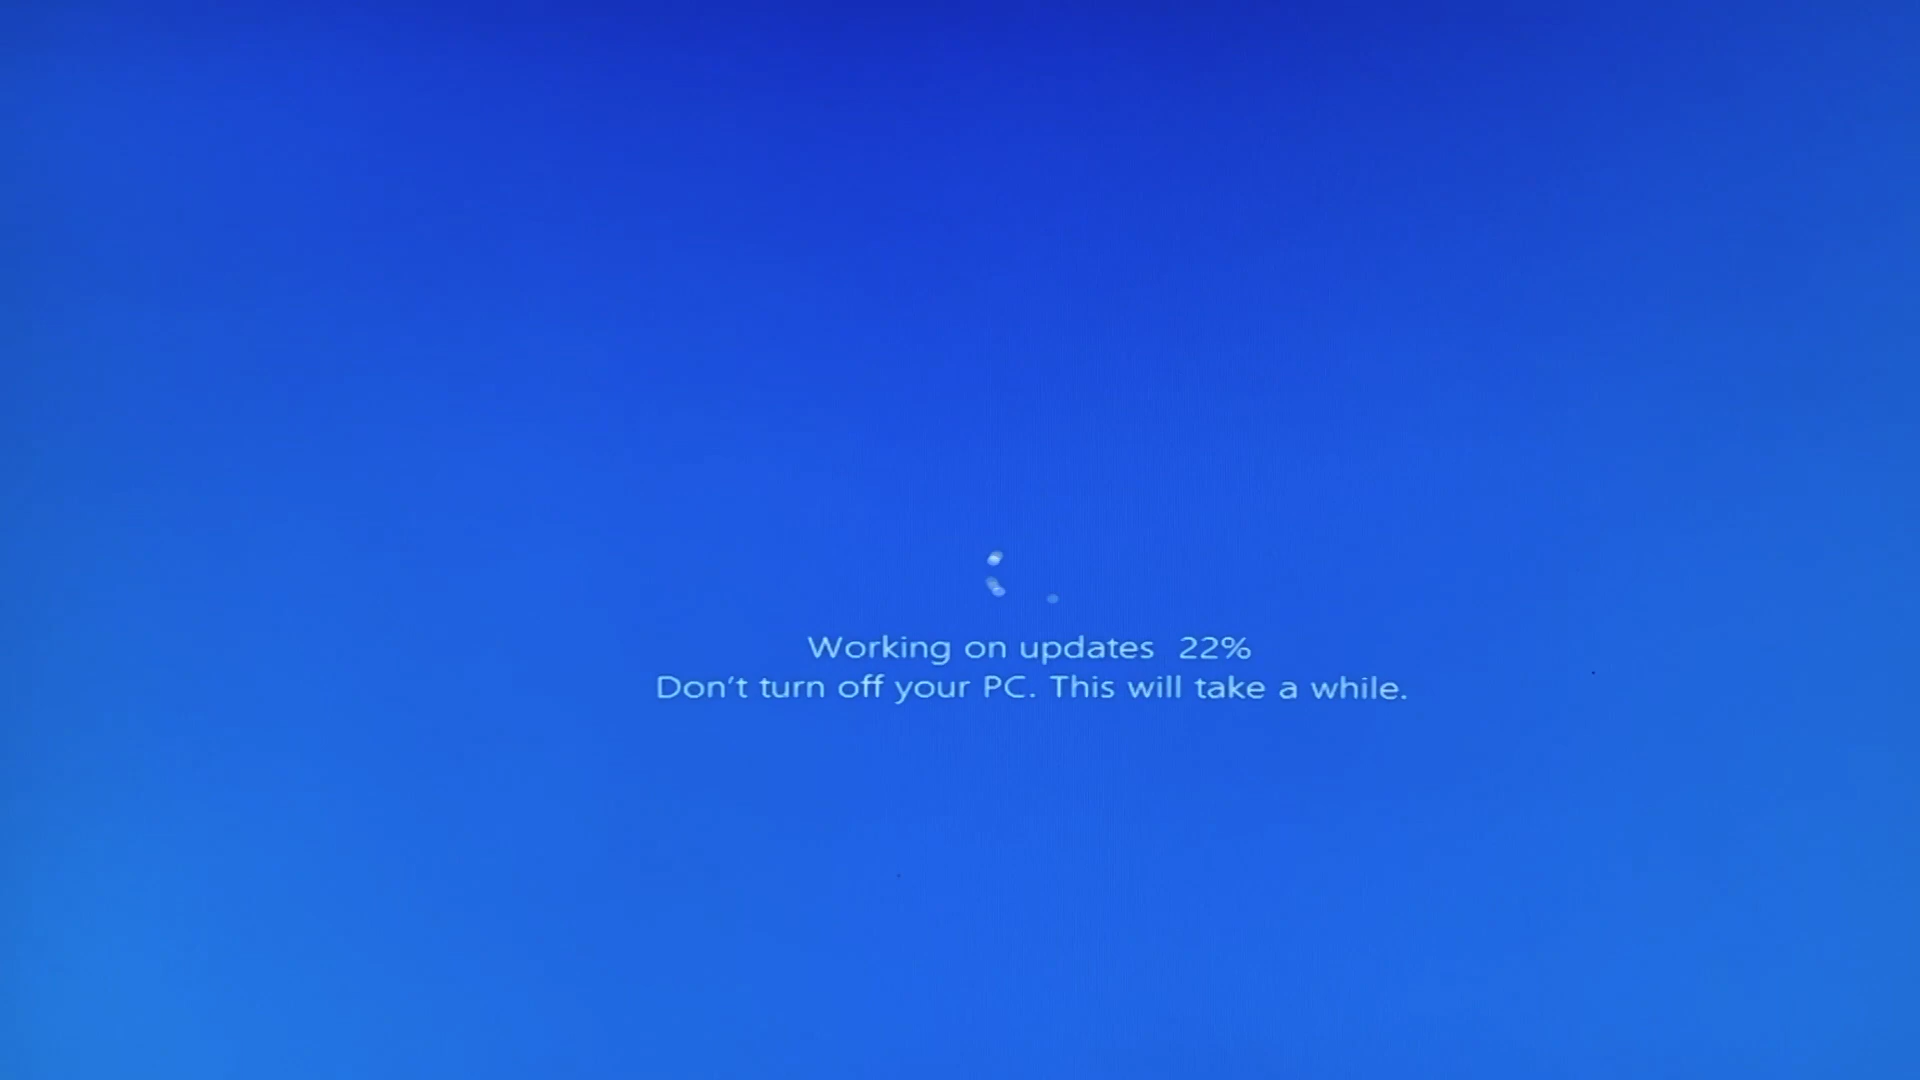 Working on updates 22%
Don't turn off your PC. This will take a while.